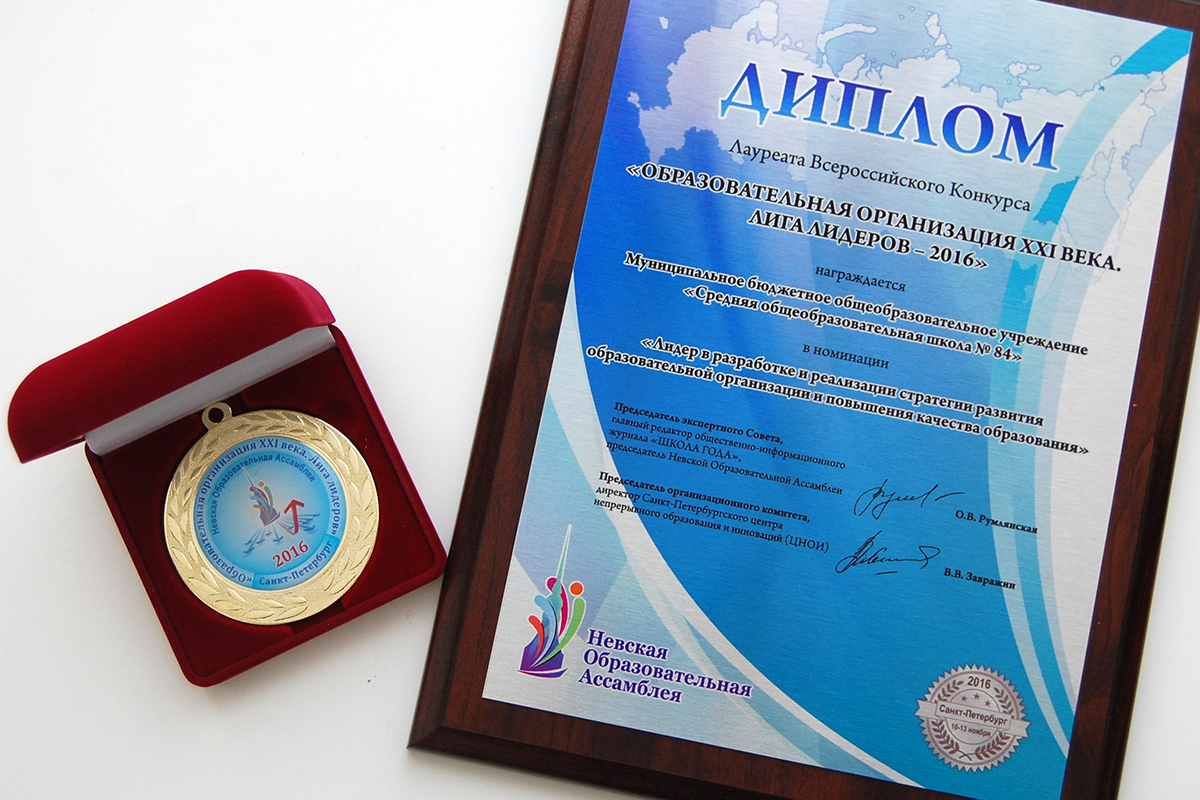 ДИПЛОМ
Лауреата Всероссийского Конкурса
«ОБРАЗОВАТЕЛЬНАЯ ОРГАНИЗАЦИЯ XXI ВЕКА.
ЛИГА ЛИДЕРОВ – 2016»
награждается
Муниципальное бюджетное общеобразовательное учреждение
«Средняя общеобразовательная школа № 84»
в номинации
«Лидер в разработке и реализации стратегии развития
образовательной организации и повышения качества образования»
Председатель экспертного Совета,
главный редактор общественно-информационного
журнала «ШКОЛА ГОДА»,
председатель Невской Образовательной Ассамблеи
О.В. Румлянская
Председатель организационного комитета,
директор Санкт-Петербургского центра
непрерывного образования и инноваций (ЦНОИ)
В.В. Завражин
Невская
Образовательная
Ассамблея
2016
Санкт-Петербург
10-13 ноября
«Образовательная организация XXI века. Лига лидеров»
Невская Образовательная Ассамблея
2016
Санкт-Петербург